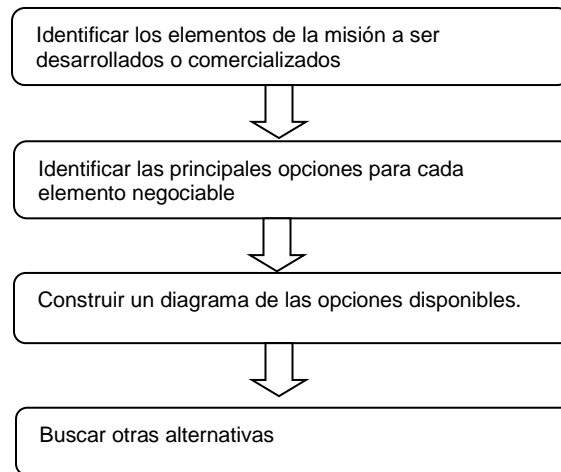 Identificar los elementos de la misión a ser
desarrollados o comercializados
Identificar las principales opciones para cada
elemento negociable
Construir un diagrama de las opciones disponibles.
Buscar otras alternativas